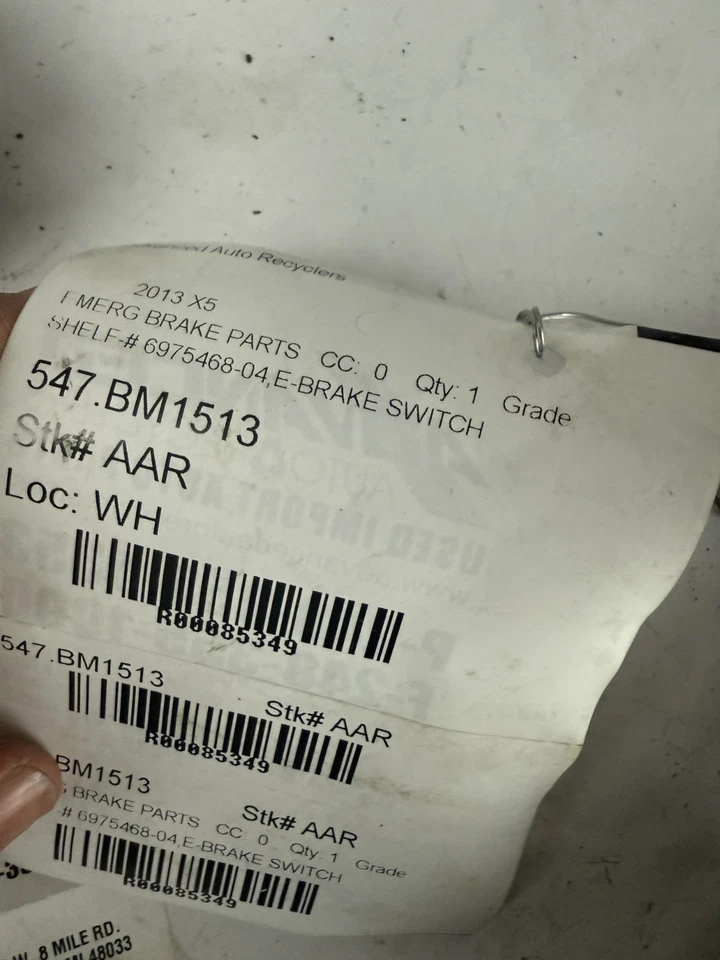 Auto Recyclers
2013 X5
EMERG BRAKE PARTS CC: 0 Qty: 1 Grade
SHELF-# 6975468-04,E-BRAKE SWITCH
547.BM1513
Stk# AAR
Loc: WH
R00085349
547.BM1513 Stk# AAR
R00085349
BM1513 Stk# AAR
BRAKE PARTS CC 0 Qty 1 Grade
-# 6975468-04,E-BRAKE SWITCH
R00085349
W. 8 MILE RD.
MI 48033